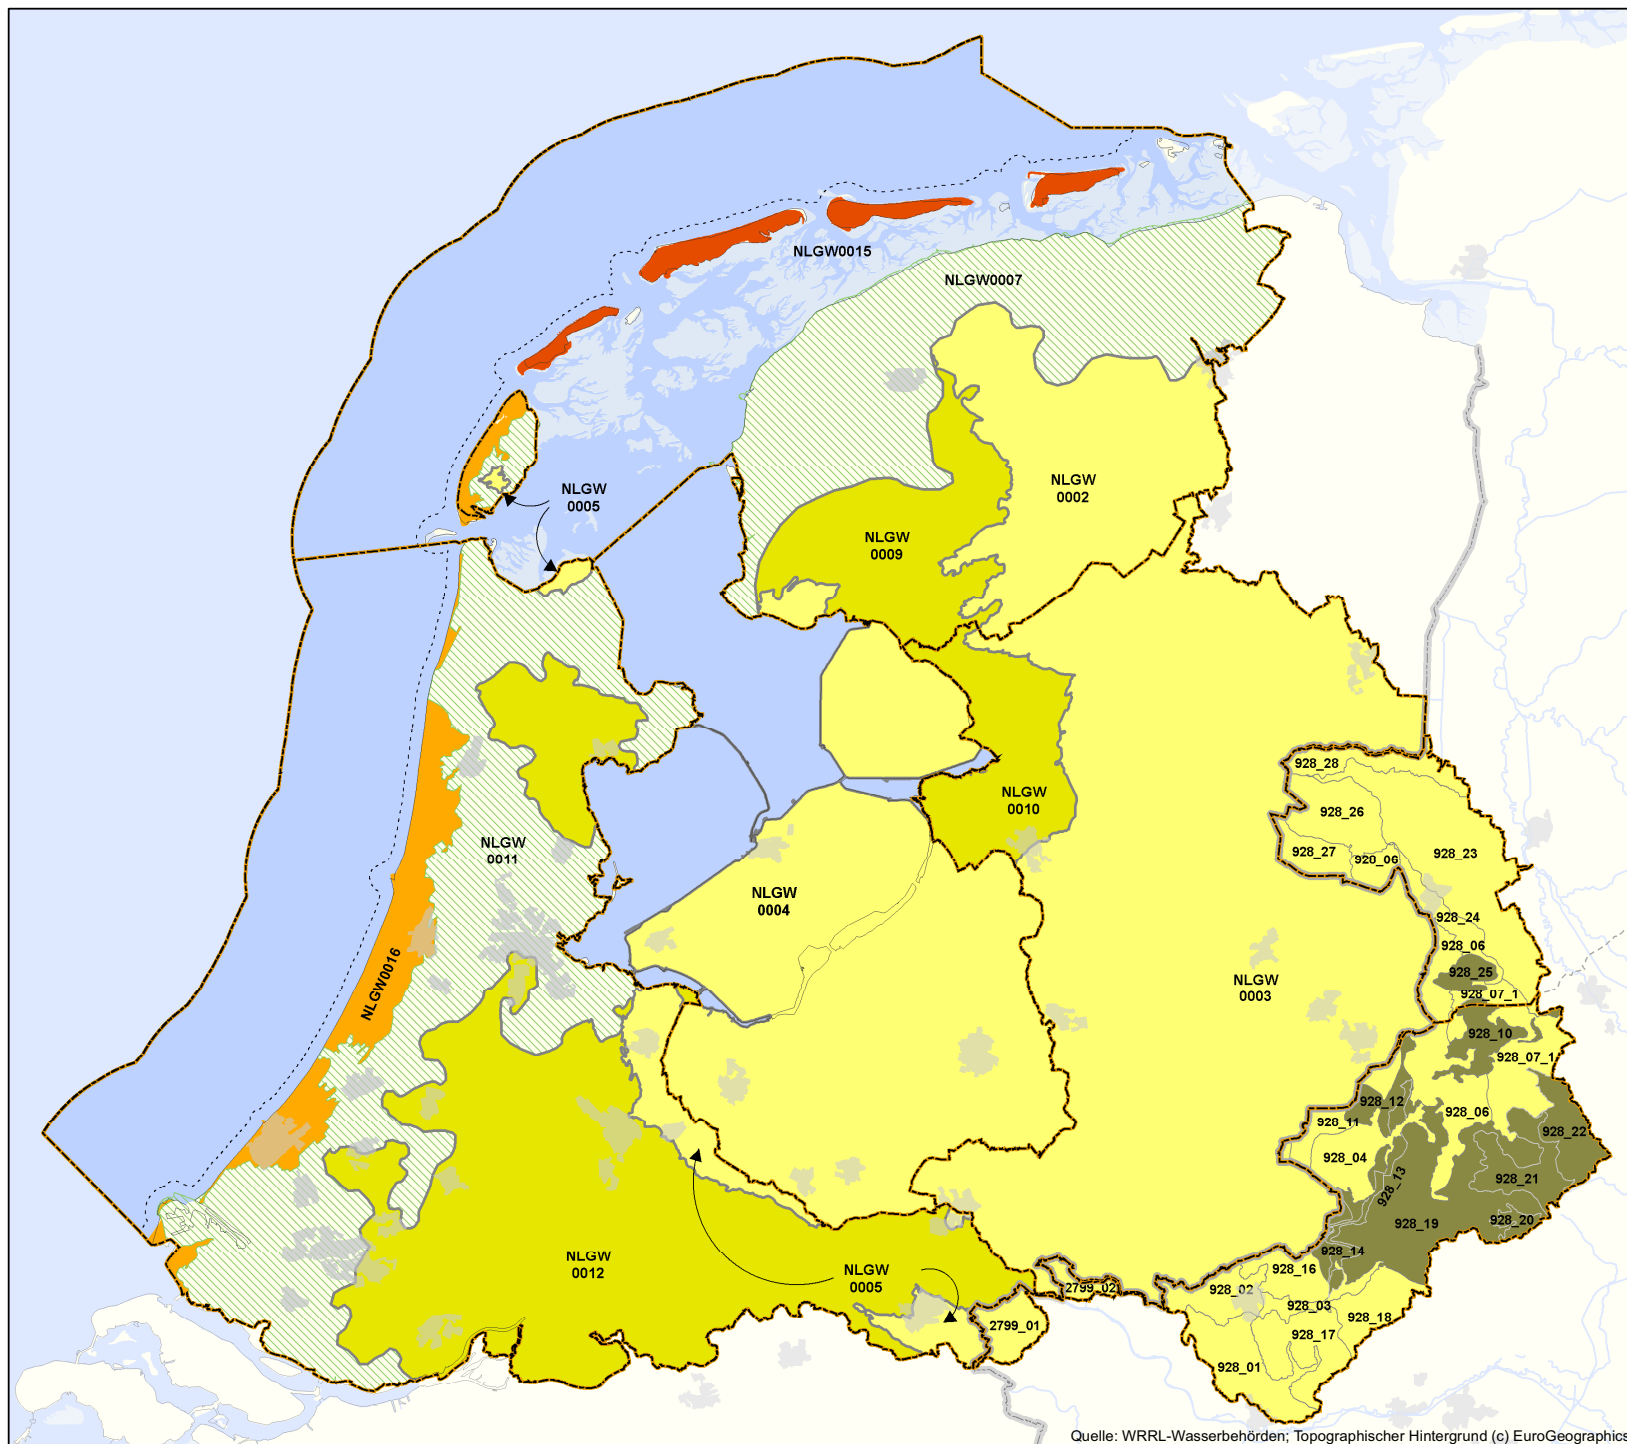 NLGW0015
NLGW0007
NLGW
0005
NLGW
0002
NLGW
0009
NLGW
0010
NLGW
0011
NLGW
0004
NLGW0016
NLGW
0003
NLGW
0012
NLGW
0005
928_28
928_26
928_27
928_06
928_23
928_24
928_06
928_25
928_07_1
928_10
928_07_1
928_12
928_11
928_06
928_22
928_04
928_13
928_21
928_19
928_20
928_14
928_16
928_02
2799_02
928_03
928_18
2799_01
928_17
928_01
Quelle: WRRL-Wasserbehörden; Topographischer Hintergrund (c) EuroGeographics